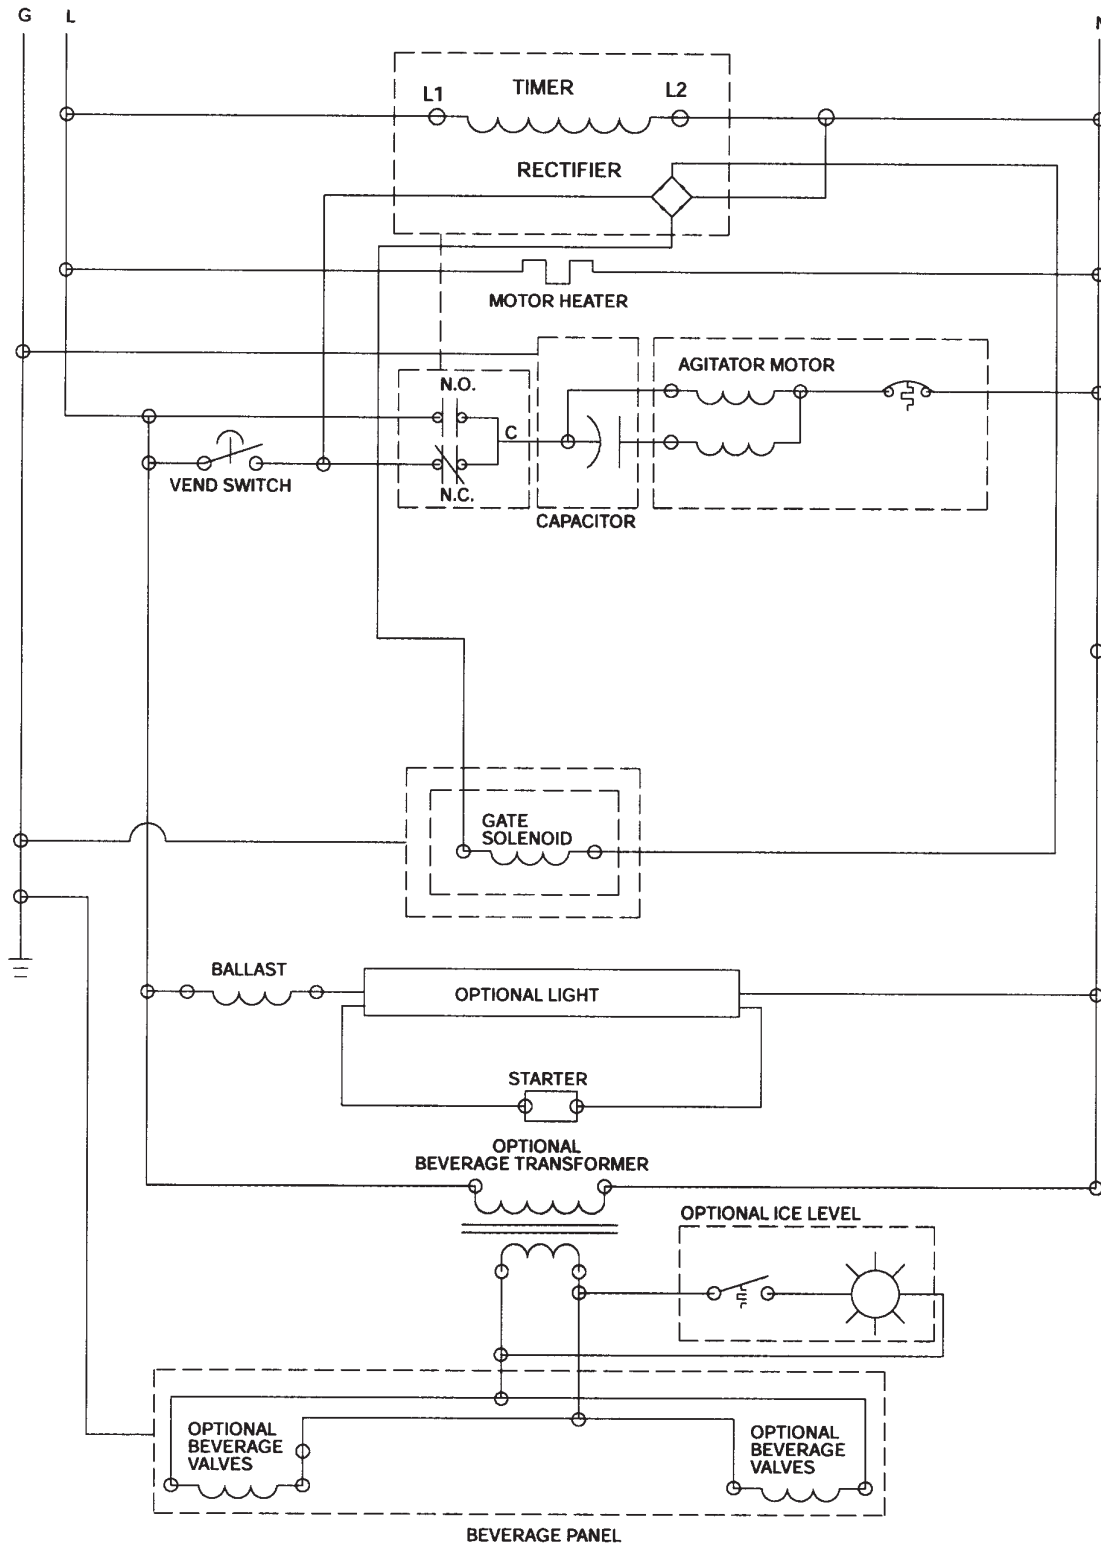 G L
TIMER
L1 L2
RECTIFIER
MOTOR HEATER
AGITATOR MOTOR
N.O.
C
VEND SWITCH
N.C.
CAPACITOR
GATE
SOLENOID
BALLAST
OPTIONAL LIGHT
STARTER
OPTIONAL
BEVERAGE TRANSFORMER
OPTIONAL ICE LEVEL
OPTIONAL
BEVERAGE
VALVES
OPTIONAL
BEVERAGE
VALVES
BEVERAGE PANEL